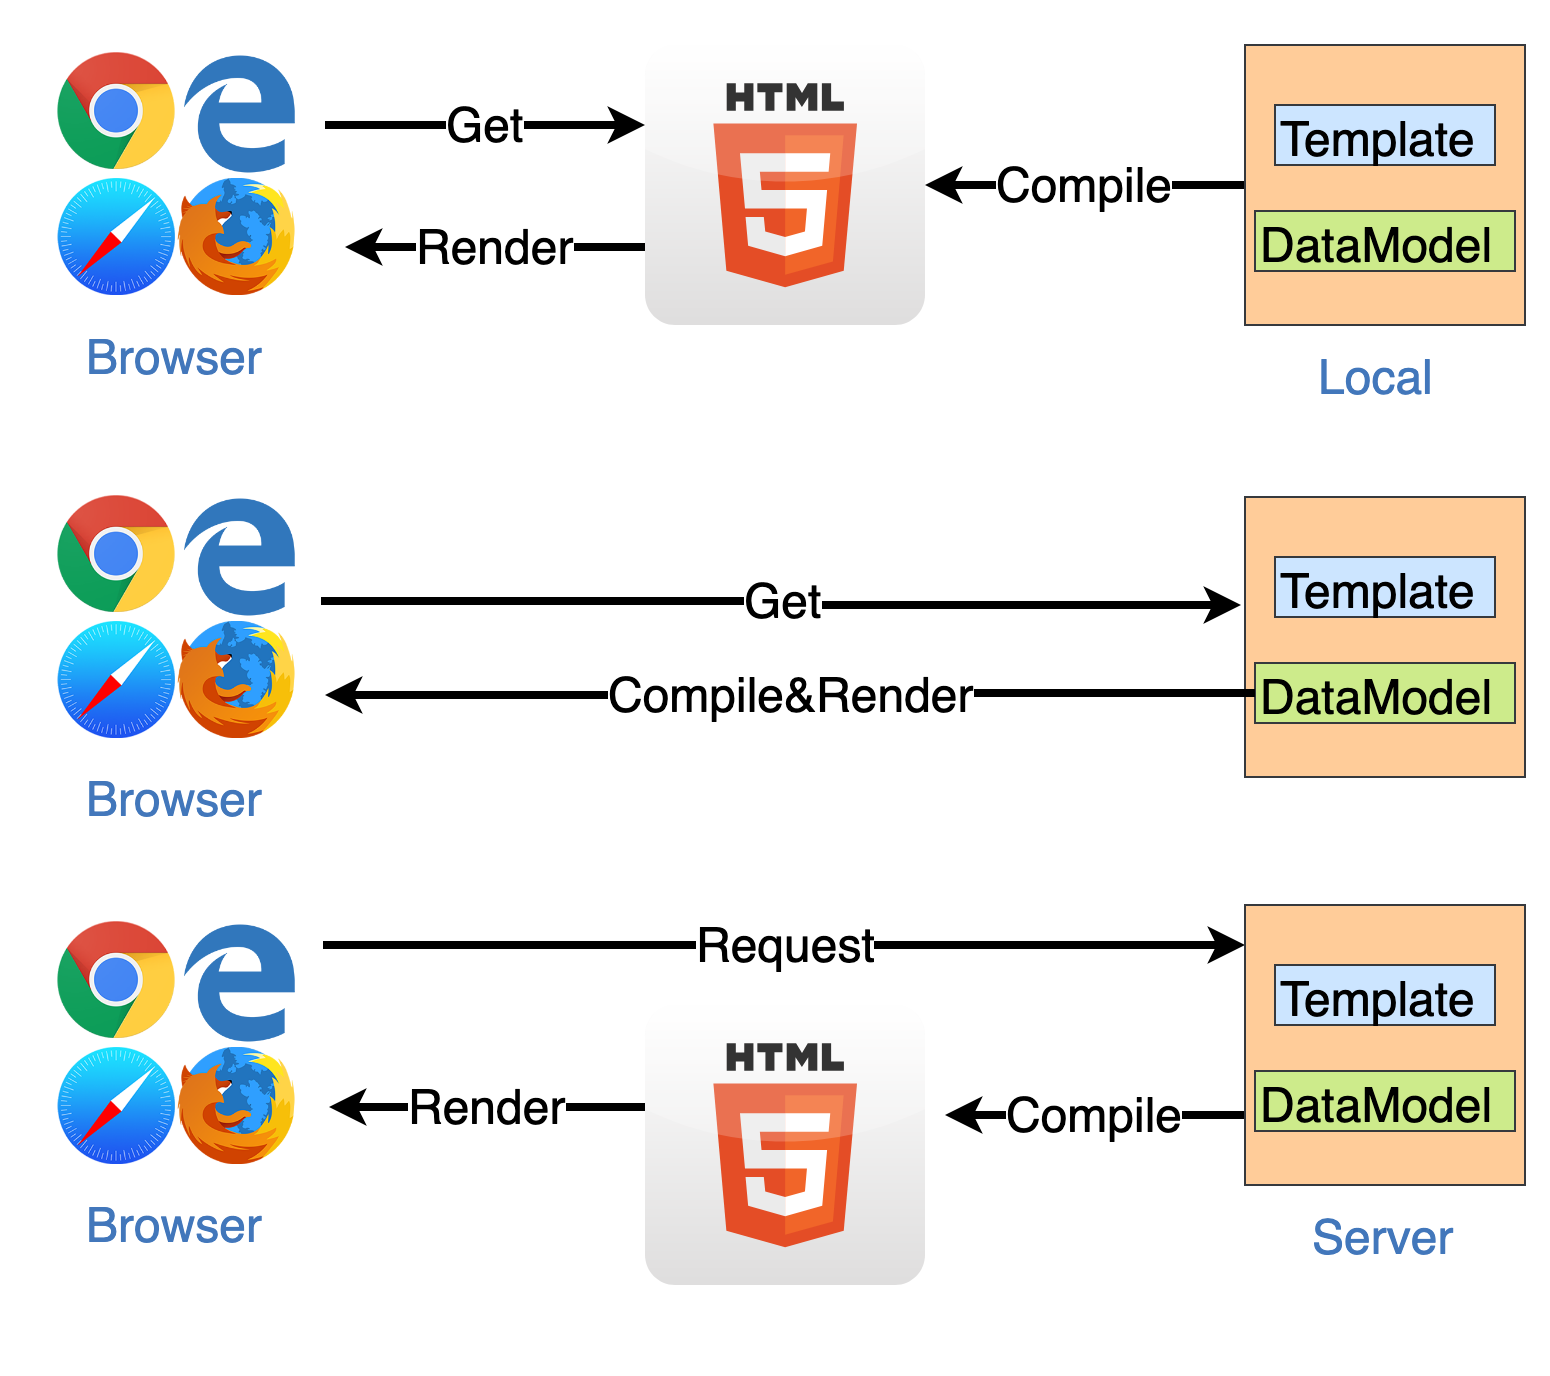 HTML
Get
Template
Compile
Render
DataModel
Browser
Local
Get
Template
Compile&Render
DataModel
Browser
Request
Template
HTML
Render
Compile
DataModel
Browser
Server